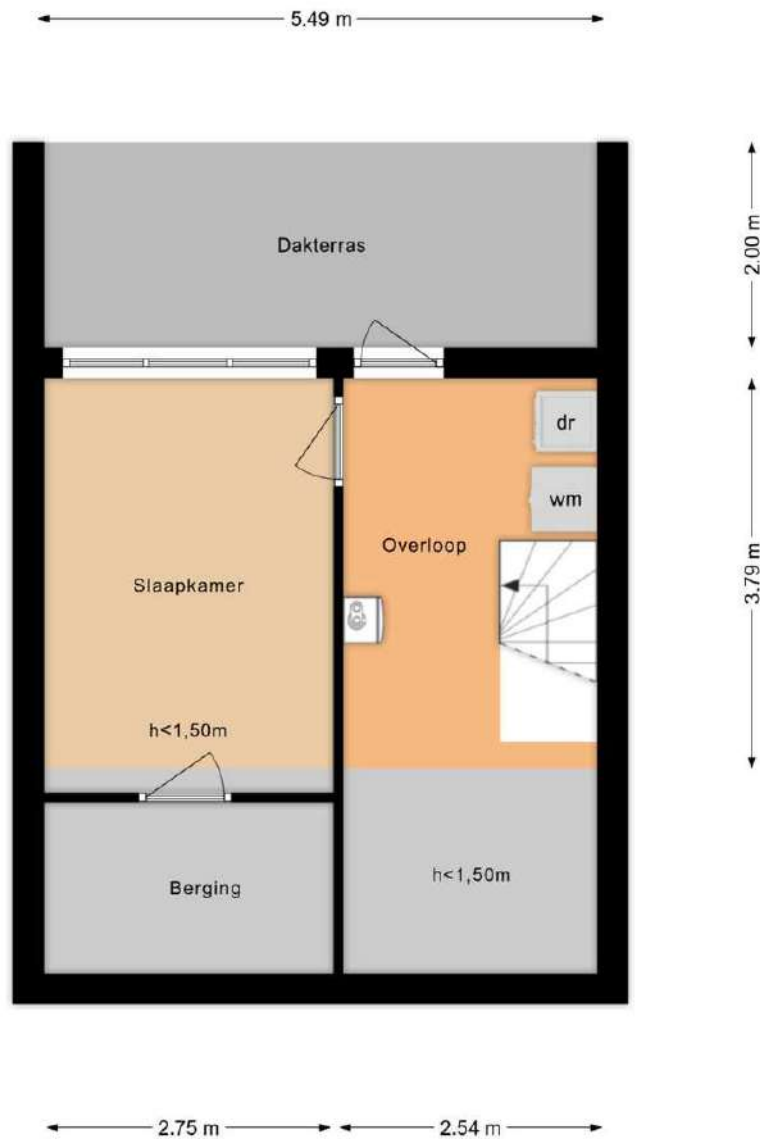 5.49 m
Dakterras
2.00 m
dr
wm
Overloop
Slaapkamer
3.79 m
h<1,50m
h<1,50m
Berging
2.75 m
2.54 m